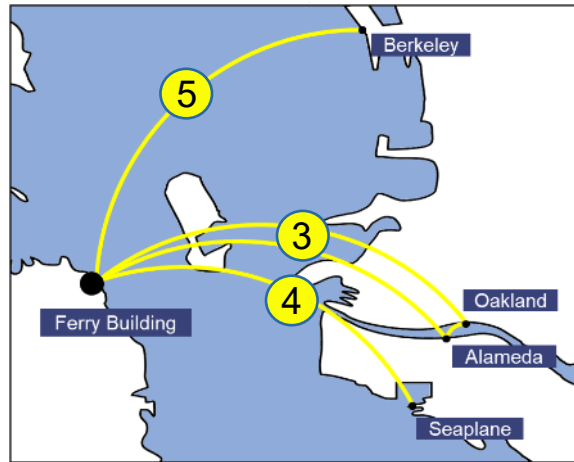 Berkeley
5
3
4
Oakland
Ferry Building
Alameda
Seaplane